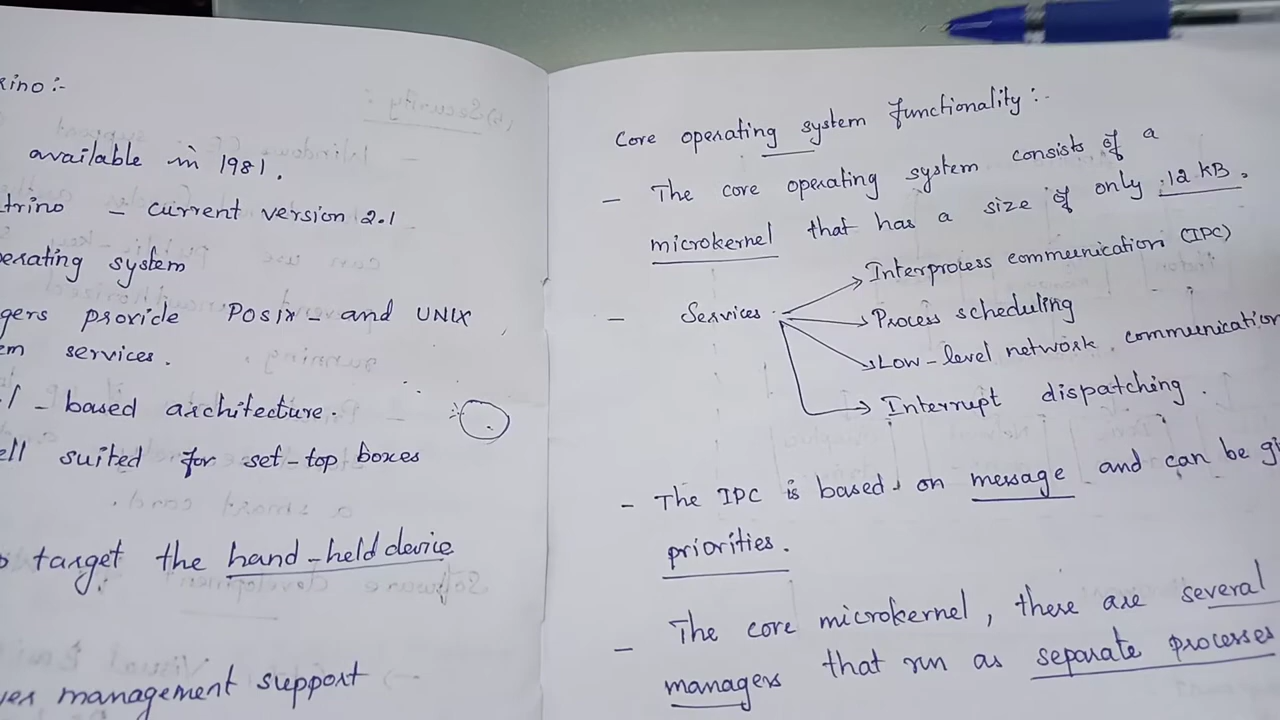 rino :-
available in 1981.
trino - current version 2.1
erating system
gers provide POSIX - and UNIX
em services.
l - based architecture.
ell suited for set-top boxes
o target the hand-held device
er management support
Core operating system functionality :-
- The core operating system consists of a
microkernel that has a size of only 12 KB.
- Services
Interprocess communication (IPC)
Process scheduling
Low-level network communication
Interrupt dispatching.
- The IPC is based on message and can be gi
priorities.
- The core microkernel, there are several
managers that run as separate processes